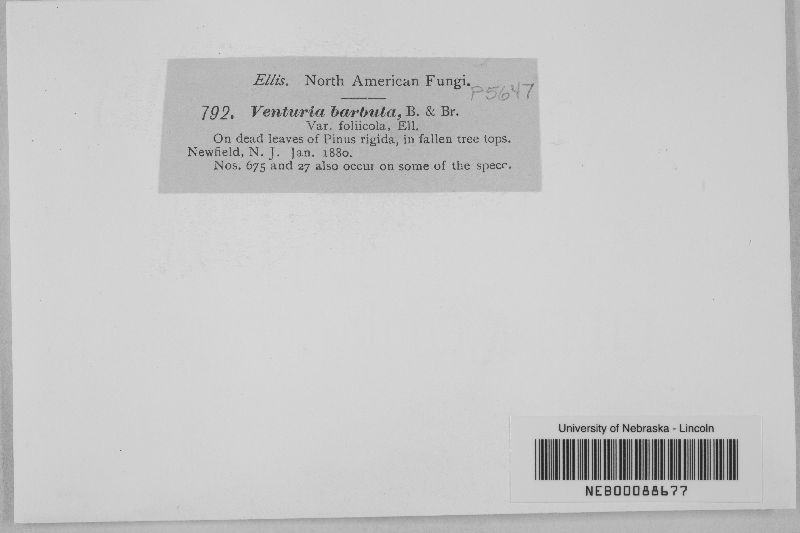 Ellis. North American Fungi.
P5647
792. Venturia barbula, B. & Br.
Var. foliicola, Ell.
On dead leaves of Pinus rigida, in fallen tree tops.
Newfield, N. J. Jan. 1880.
Nos. 675 and 27 also occur on some of the spece.
University of Nebraska - Lincoln
NEB00088677